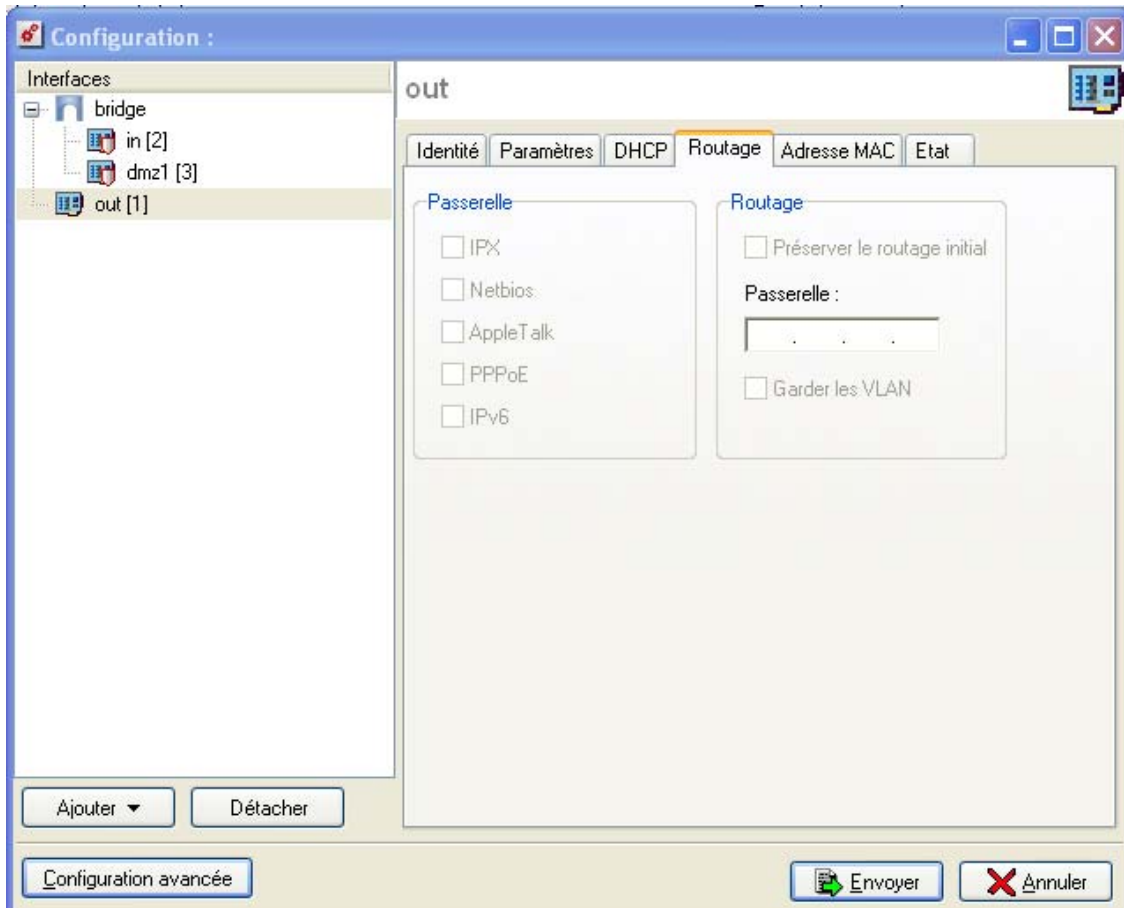 Configuration :
Interfaces
bridge
in [2]
dmz1 [3]
out [1]
Ajouter
Détacher
out
Identité
Paramètres
DHCP
Routage
Adresse MAC
Etat
Passerelle
IPX
Netbios
AppleTalk
PPPoE
IPv6
Routage
Préserver le routage initial
Passerelle :
. . .
Garder les VLAN
Configuration avancée
Envoyer
Annuler